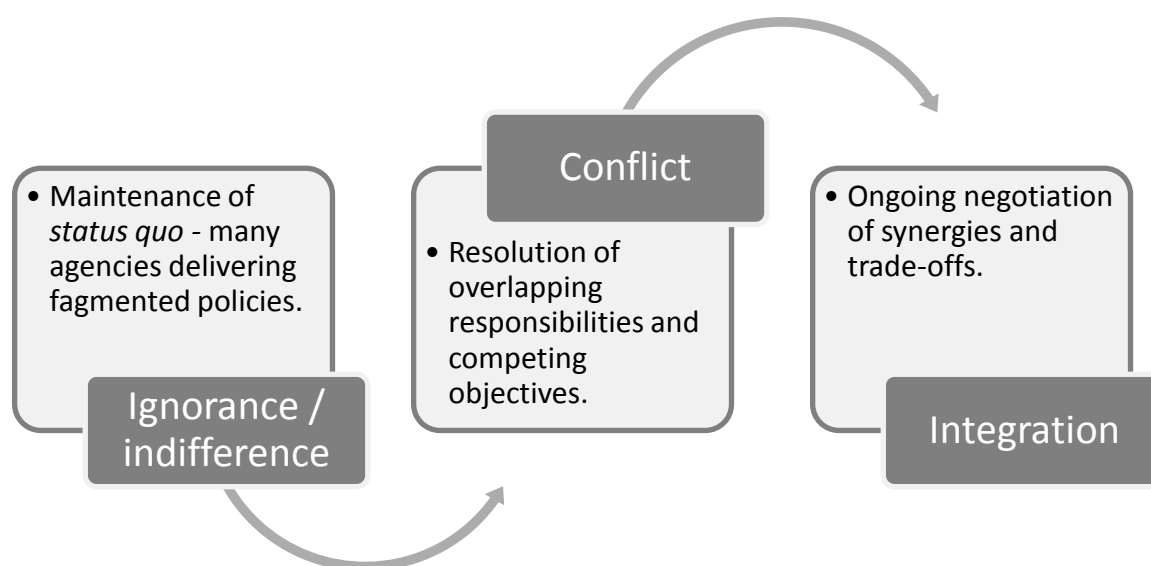 • Maintenance of
status quo - many
agencies delivering
fagmented policies.
Ignorance /
indifference
Conflict
• Resolution of
overlapping
responsibilities and
competing
objectives.
• Ongoing negotiation
of synergies and
trade-offs.
Integration